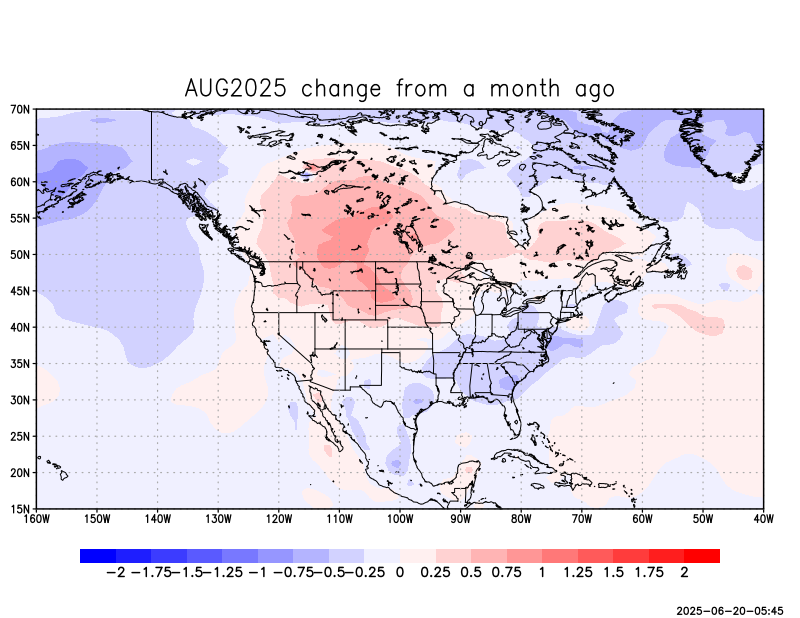 AUG2025 change from a month ago
70N
65N
60N
55N
50N
45N
40N
35N
30N
25N
20N
15N
160W 150W 140W 130W 120W 110W 100W 90W 80W 70W 60W 50W 40W
−2 −1.75 −1.5 −1.25 −1 −0.75 −0.5 −0.25 0 0.25 0.5 0.75 1 1.25 1.5 1.75 2
2025-06-20-05:45